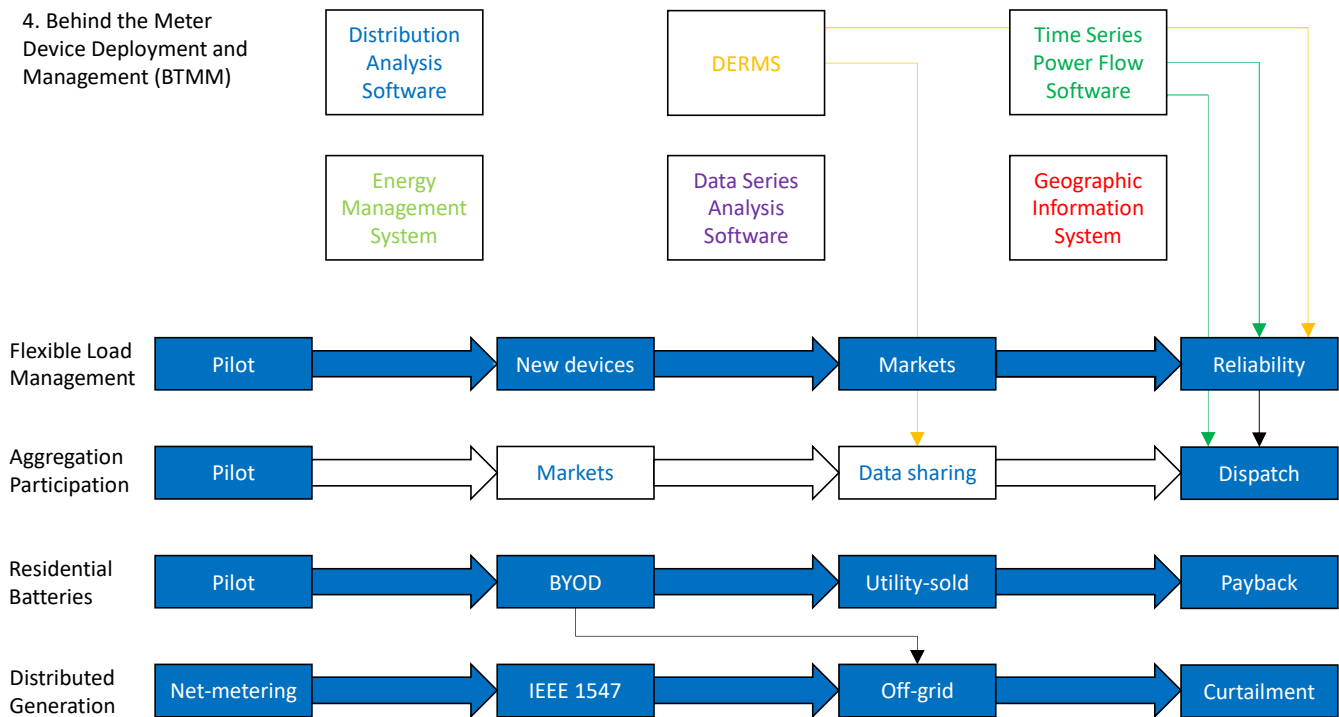 4. Behind the Meter
Device Deployment and
Management (BTMM)
Distribution
Analysis
Software
DERMS
Time Series
Power Flow
Software
Energy
Management
System
Data Series
Analysis
Software
Geographic
Information
System
Flexible Load
Management
Pilot
New devices
Markets
Reliability
Aggregation
Participation
Pilot
Markets
Data sharing
Dispatch
Residential
Batteries
Pilot
BYOD
Utility-sold
Payback
Distributed
Generation
Net-metering
IEEE 1547
Off-grid
Curtailment